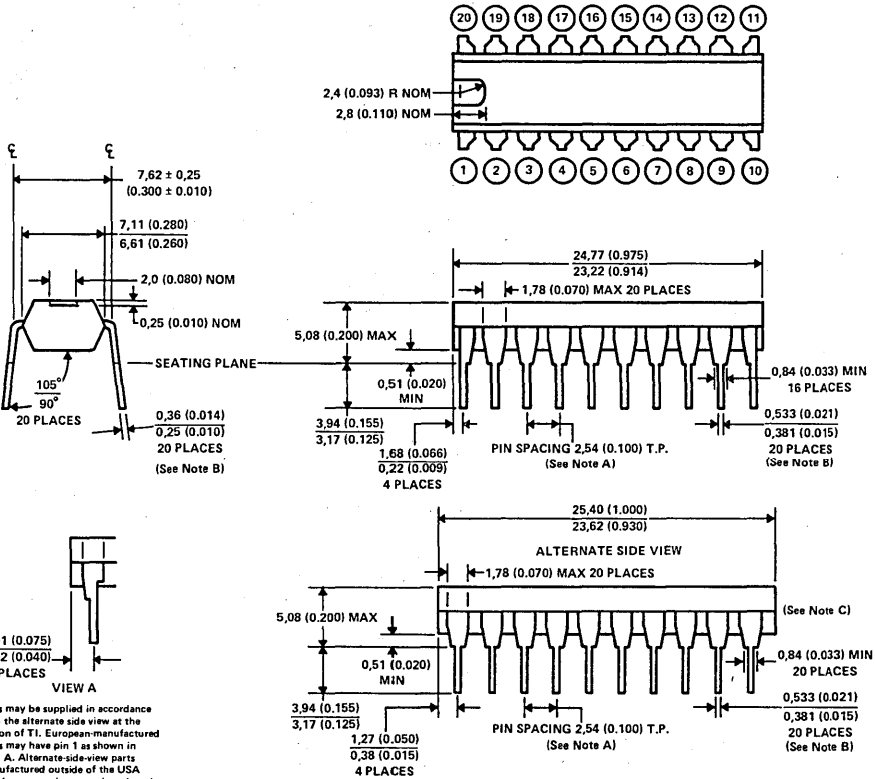 20 19 18 17 16 15 14 13 12 11
2,4 (0.093) R NOM
2,8 (0.110) NOM
1 2 3 4 5 6 7 8 9 10
℄ ℄
7,62 ± 0,25
(0.300 ± 0.010)
7,11 (0.280)
6,61 (0.260)
2,0 (0.080) NOM
0,25 (0.010) NOM
SEATING PLANE
105°
90°
20 PLACES
0,36 (0.014)
0,25 (0.010)
20 PLACES
(See Note B)
24,77 (0.975)
23,22 (0.914)
1,78 (0.070) MAX 20 PLACES
5,08 (0.200) MAX
0,51 (0.020)
MIN
3,94 (0.155)
3,17 (0.125)
1,68 (0.066)
0,22 (0.009)
4 PLACES
PIN SPACING 2,54 (0.100) T.P.
(See Note A)
0,84 (0.033) MIN
16 PLACES
0,533 (0.021)
0,381 (0.015)
20 PLACES
(See Note B)
25,40 (1.000)
23,62 (0.930)
ALTERNATE SIDE VIEW
1,78 (0.070) MAX 20 PLACES
5,08 (0.200) MAX
(See Note C)
0,51 (0.020)
MIN
3,94 (0.155)
3,17 (0.125)
1,27 (0.050)
0,38 (0.015)
4 PLACES
PIN SPACING 2,54 (0.100) T.P.
(See Note A)
0,84 (0.033) MIN
20 PLACES
0,533 (0.021)
0,381 (0.015)
20 PLACES
(See Note B)
1 (0.075)
2 (0.040)
PLACES
VIEW A
may be supplied in accordance
the alternate side view at the
of TI. European-manufactured
may have pin 1 as shown in
A. Alternate-side-view parts
outside of the USA